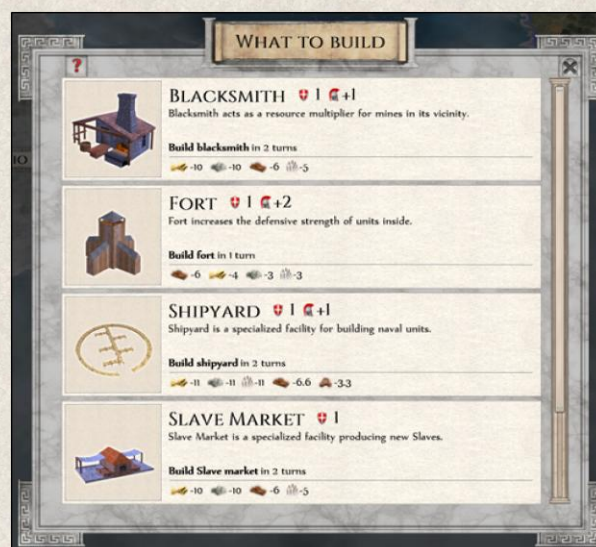 WHAT TO BUILD
?
BLACKSMITH 1 +1
Blacksmith acts as a resource multiplier for mines in its vicinity.
Build blacksmith in 2 turns
-10 -10 -6 -5
FORT 1 +2
Fort increases the defensive strength of units inside.
Build fort in 1 turn
-6 -4 -3 -3
SHIPYARD 1 +1
Shipyard is a specialized facility for building naval units.
Build shipyard in 2 turns
-11 -11 -11 -6.6 -3.3
SLAVE MARKET 1
Slave Market is a specialized facility producing new Slaves.
Build Slave market in 2 turns
-10 -10 -6 -5